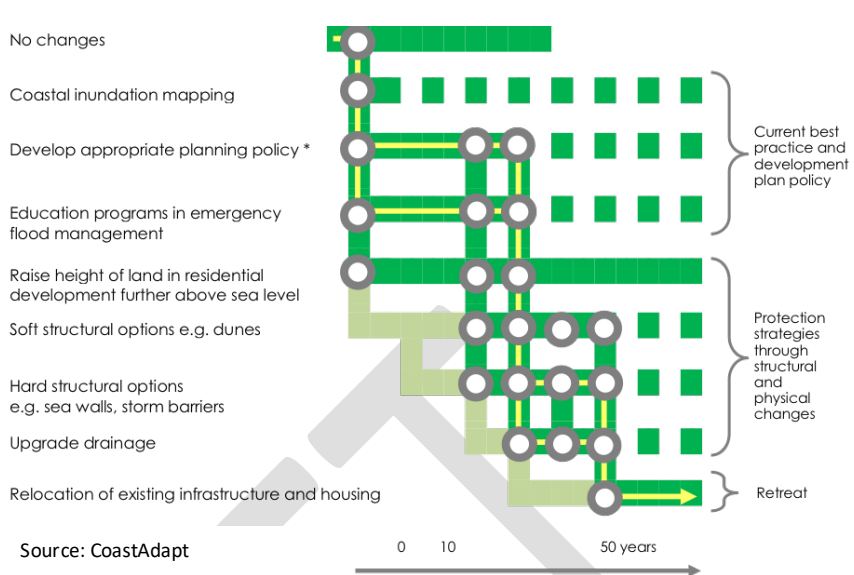 No changes
Coastal inundation mapping
Develop appropriate planning policy *
Education programs in emergency
flood management
Raise height of land in residential
development further above sea level
Soft structural options e.g. dunes
Hard structural options
e.g. sea walls, storm barriers
Upgrade drainage
Relocation of existing infrastructure and housing
Current best
practice and
development
plan policy
Protection
strategies
through
structural
and
physical
changes
Retreat
Source: CoastAdapt
0 10 50 years